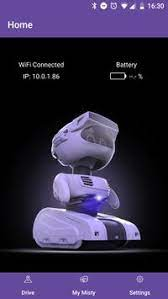 16:30
Home
WiFi Connected
Battery
IP: 10.0.1.86
%
Drive
My Misty
Settings